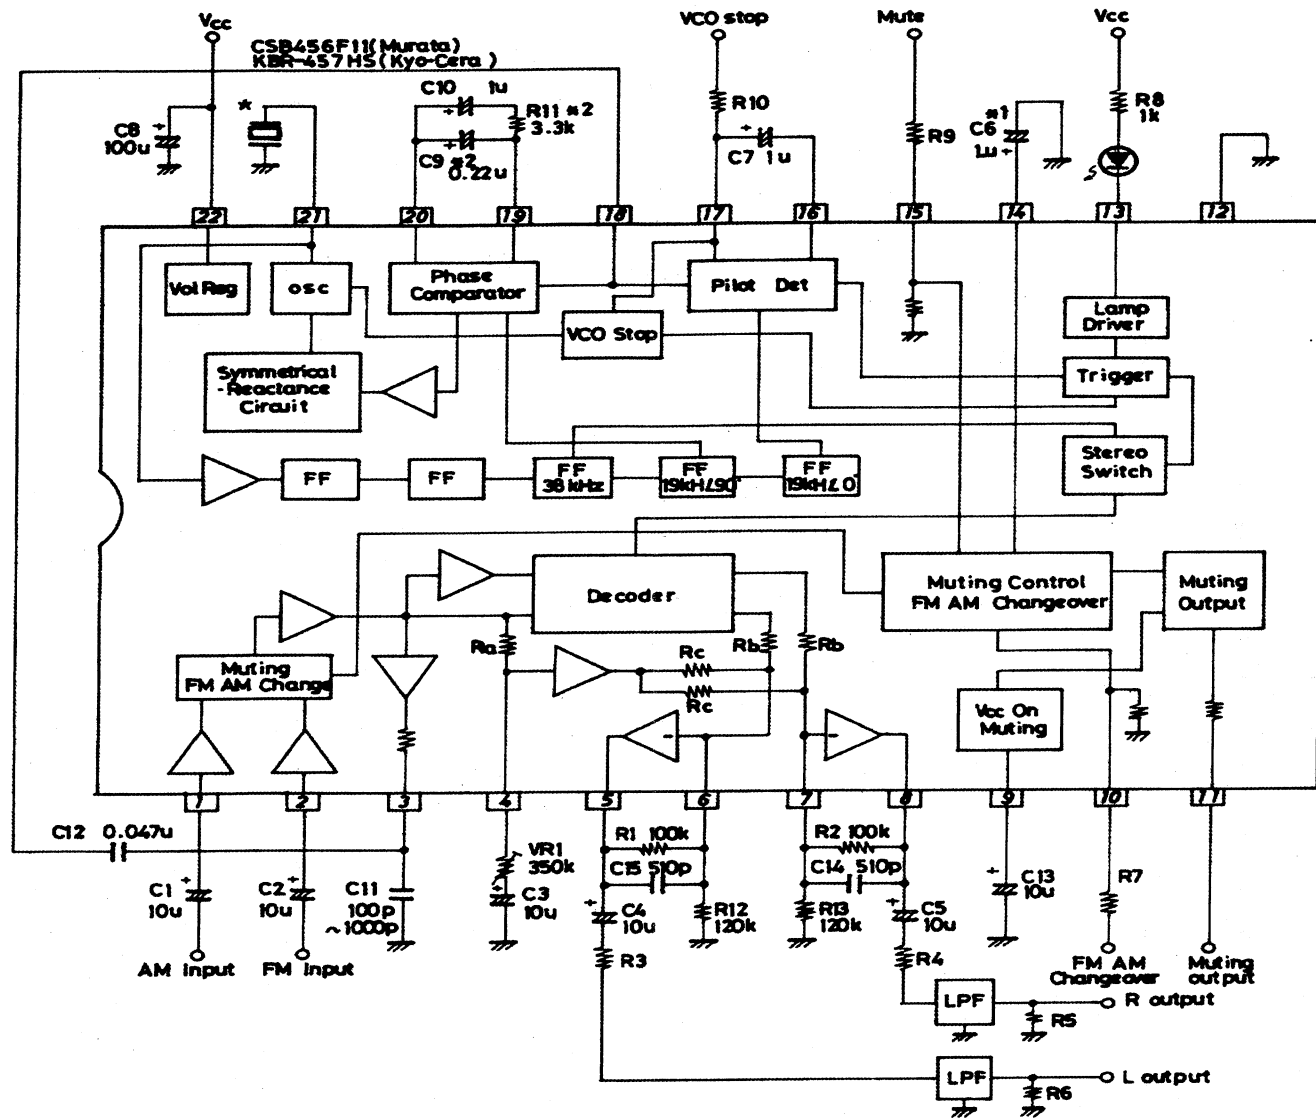 Vcc
VCO stop
Mute
Vcc
CSB456F11(Murata)
KBR-457HS(Kyo-Cera)
C10 1u
R11 *2
3.3k
C9 *2
0.22u
*
C8
100u
R10
C7 1u
R9
*1
C6
1u
R8
1k
22
21
20
19
18
17
16
15
14
13
12
Vol Reg
OSC
Phase
Comparator
Pilot Det
VCO Stop
Lamp
Driver
Trigger
Symmetrical
-Reactance
Circuit
Stereo
Switch
FF
FF
FF
38kHz
FF
19kH∠90°
FF
19kH∠0°
Decoder
Muting Control
FM AM Changeover
Muting
Output
Ra
Rb
Rb
Rc
Rc
Muting
FM AM Change
Vcc On
Muting
1
2
3
4
5
6
7
8
9
10
11
C12 0.047u
R1 100k
C15 510p
R2 100k
C14 510p
VR1
350k
C1
10u
C2
10u
C11
100p
~1000p
C3
10u
C4
10u
R12
120k
R13
120k
C5
10u
C13
10u
R7
R3
R4
AM Input
FM Input
FM AM
Changeover
Muting
output
LPF
R output
R5
LPF
L output
R6